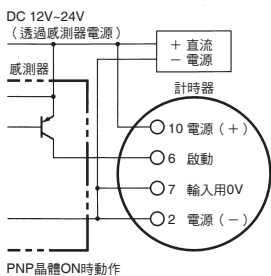 DC 12V~24V
（透過感測器電源）
＋ 直流
－ 電源
感測器
計時器
10 電源（＋）
6 啟動
7 輸入用0V
2 電源（－）
PNP晶體ON時動作